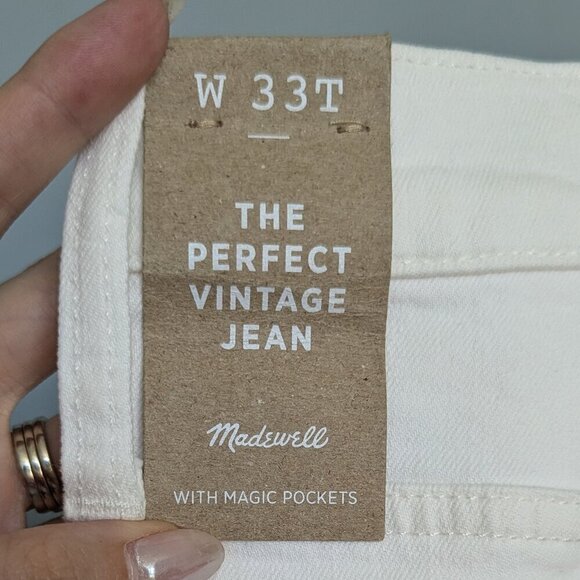 W 33T
THE
PERFECT
VINTAGE
JEAN
Madewell
WITH MAGIC POCKETS